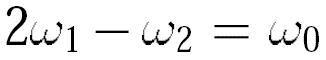 2ω₁ − ω₂ = ω₀